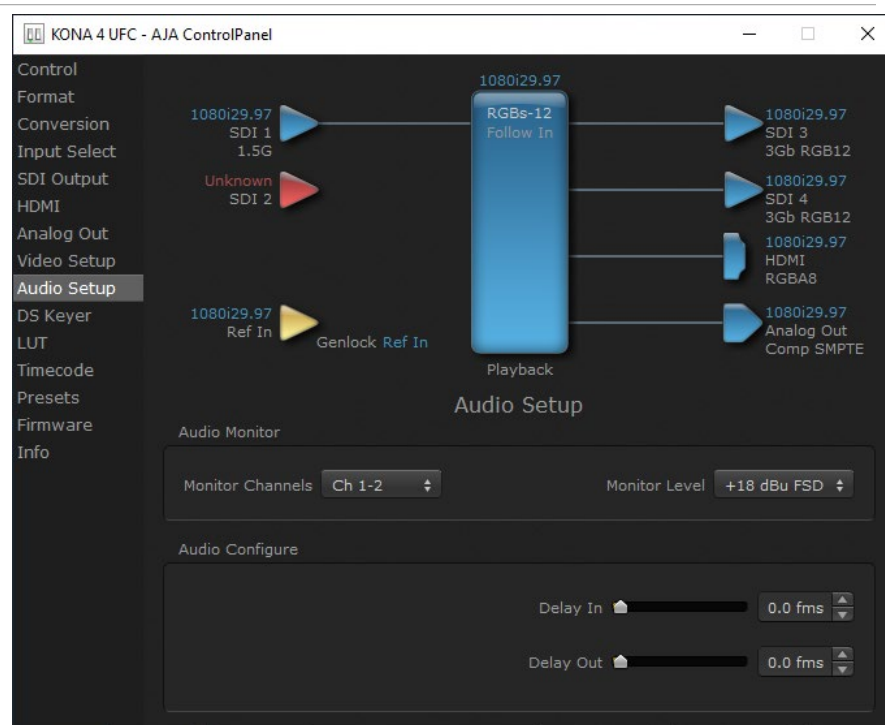 KONA 4 UFC - AJA ControlPanel
Control
Format
Conversion
Input Select
SDI Output
HDMI
Analog Out
Video Setup
Audio Setup
DS Keyer
LUT
Timecode
Presets
Firmware
Info
1080i29.97
SDI 1
1.5G
Unknown
SDI 2
1080i29.97
Ref In
Genlock Ref In
1080i29.97
RGBs-12
Follow In
Playback
1080i29.97
SDI 3
3Gb RGB12
1080i29.97
SDI 4
3Gb RGB12
1080i29.97
HDMI
RGBA8
1080i29.97
Analog Out
Comp SMPTE
Audio Setup
Audio Monitor
Monitor Channels Ch 1-2
Monitor Level +18 dBu FSD
Audio Configure
Delay In 0.0 fms
Delay Out 0.0 fms